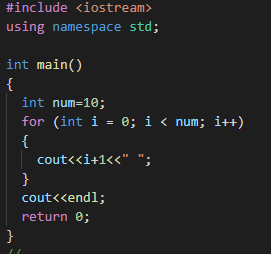 #include <iostream>
using namespace std;

int main()
{
  int num=10;
  for (int i = 0; i < num; i++)
  {
    cout<<i+1<<" ";
  }
  cout<<endl;
  return 0;
}
//